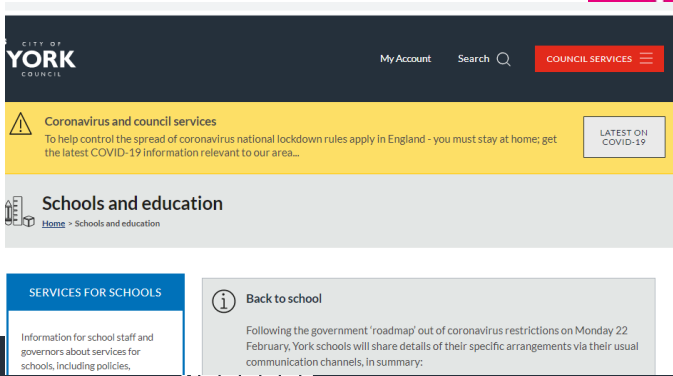 CITY OF
YORK
COUNCIL
My Account
Search
COUNCIL SERVICES
Coronavirus and council services
To help control the spread of coronavirus national lockdown rules apply in England - you must stay at home; get
the latest COVID-19 information relevant to our area...
LATEST ON
COVID-19
Schools and education
Home > Schools and education
SERVICES FOR SCHOOLS
Information for school staff and
governors about services for
schools, including policies,
Back to school
Following the government 'roadmap' out of coronavirus restrictions on Monday 22
February, York schools will share details of their specific arrangements via their usual
communication channels, in summary: